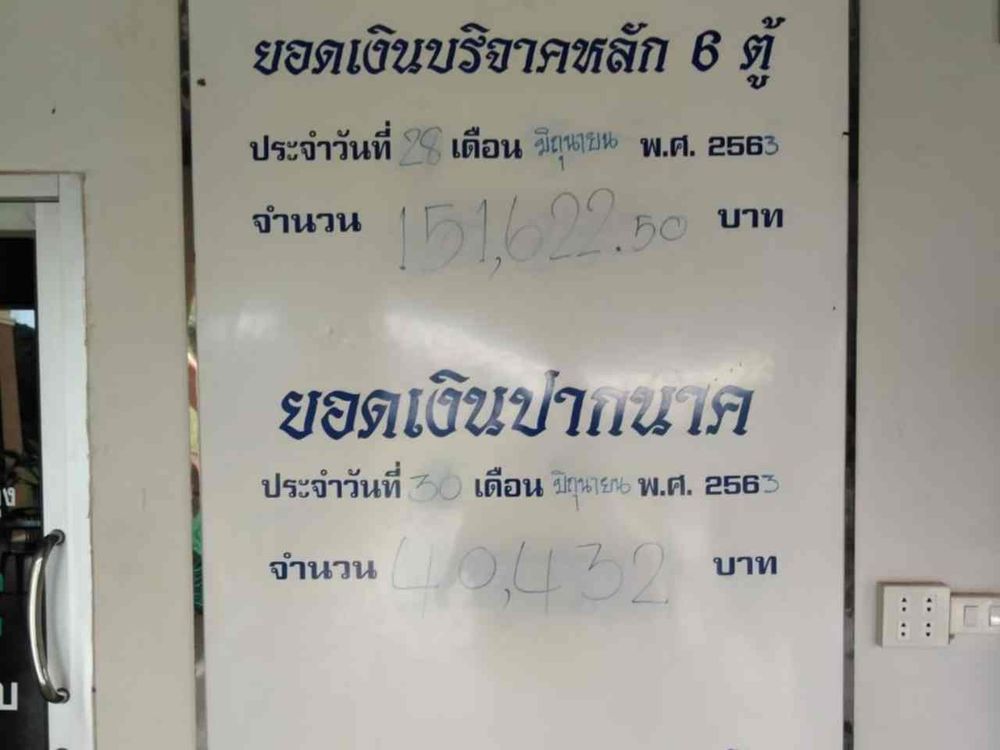 ยอดเงินบริจาคหลัก 6 ตู้
ประจำวันที่ 28 เดือน มิถุนายน พ.ศ. 2563
จำนวน 151,622.50 บาท
ยอดเงินปากนาค
ประจำวันที่ 30 เดือน มิถุนายน พ.ศ. 2563
จำนวน 40,432 บาท